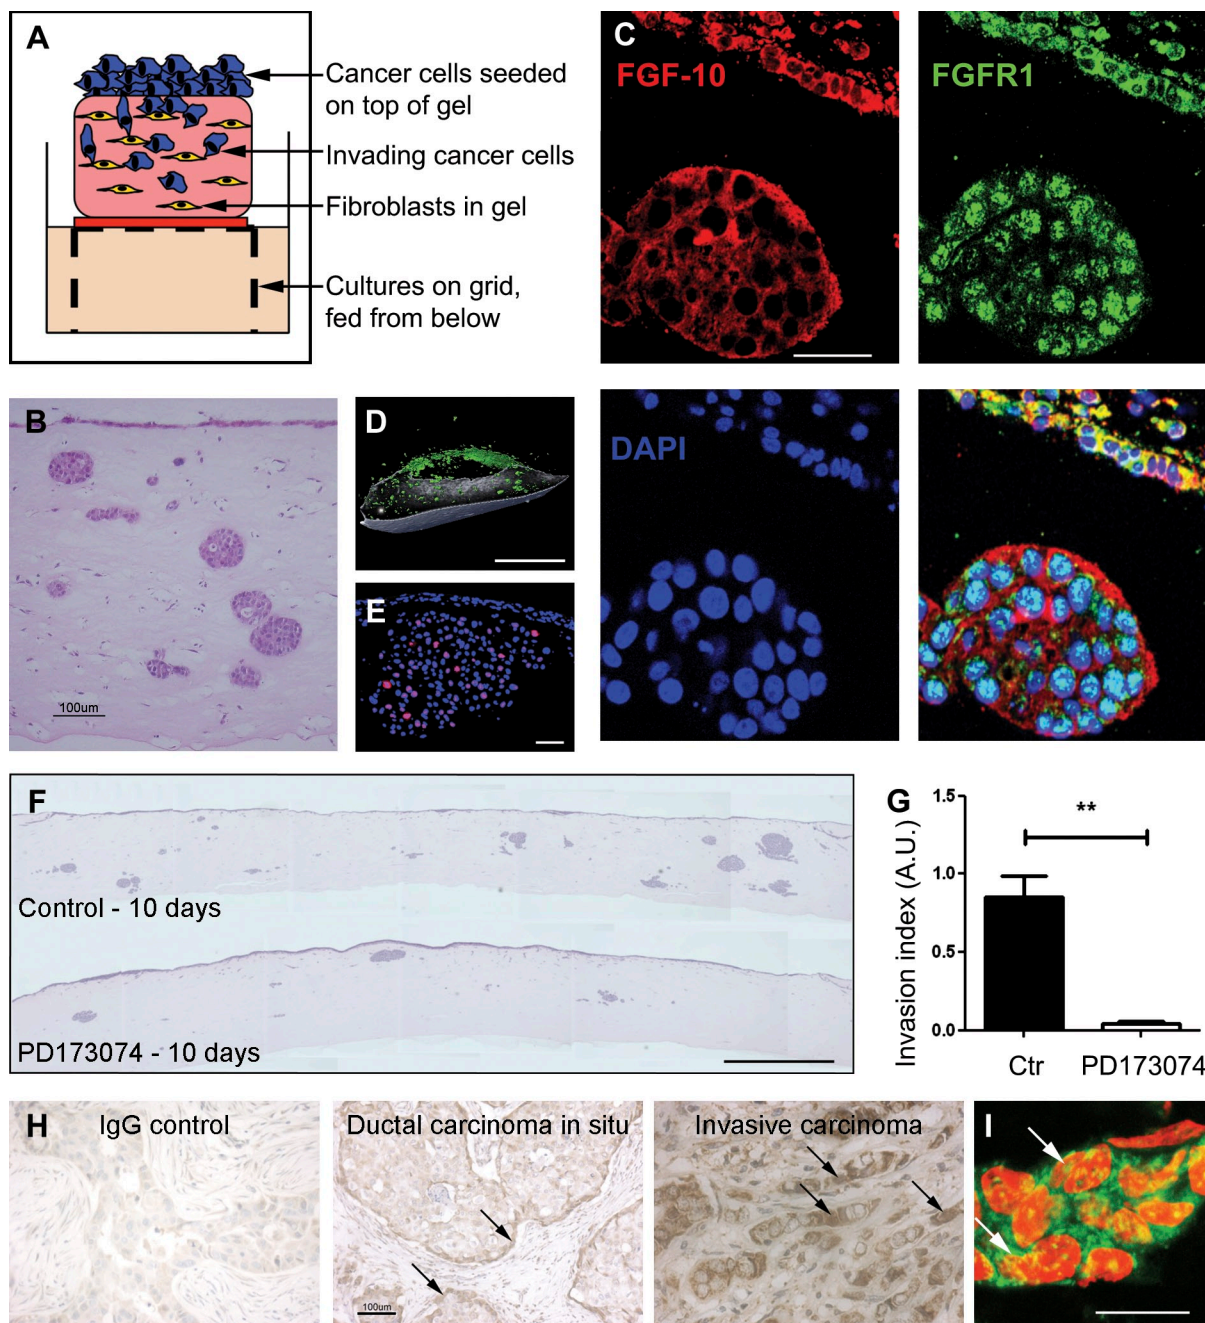 A
Cancer cells seeded
on top of gel
Invading cancer cells
Fibroblasts in gel
Cultures on grid,
fed from below
B
100um
C
FGF-10
FGFR1
DAPI
D
E
F
Control - 10 days
PD173074 - 10 days
G
Invasion index (A.U.)
1.5
1.0
0.5
0.0
**
Ctr
PD173074
H
IgG control
Ductal carcinoma in situ
100um
Invasive carcinoma
I